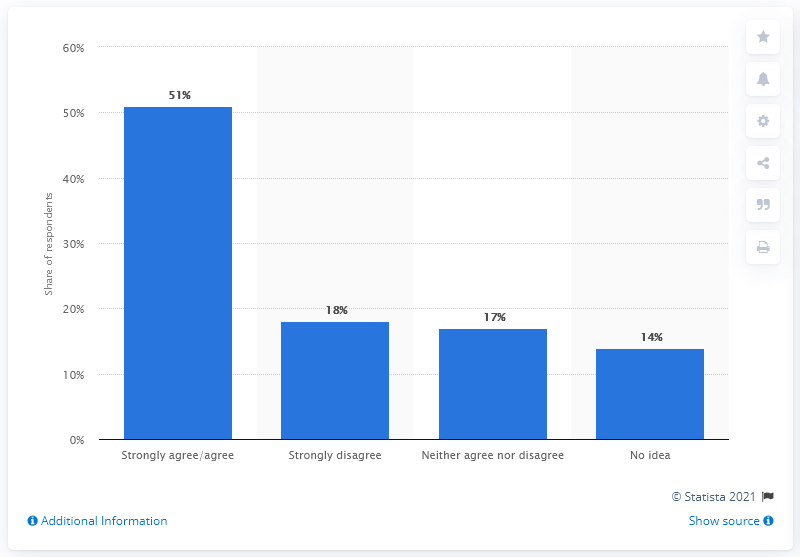 60%
50%
40%
30%
20%
10%
0%
Share of respondents
51%
18%
17%
14%
Strongly agree/agree
Strongly disagree
Neither agree nor disagree
No idea
© Statista 2021
Additional Information
Show source